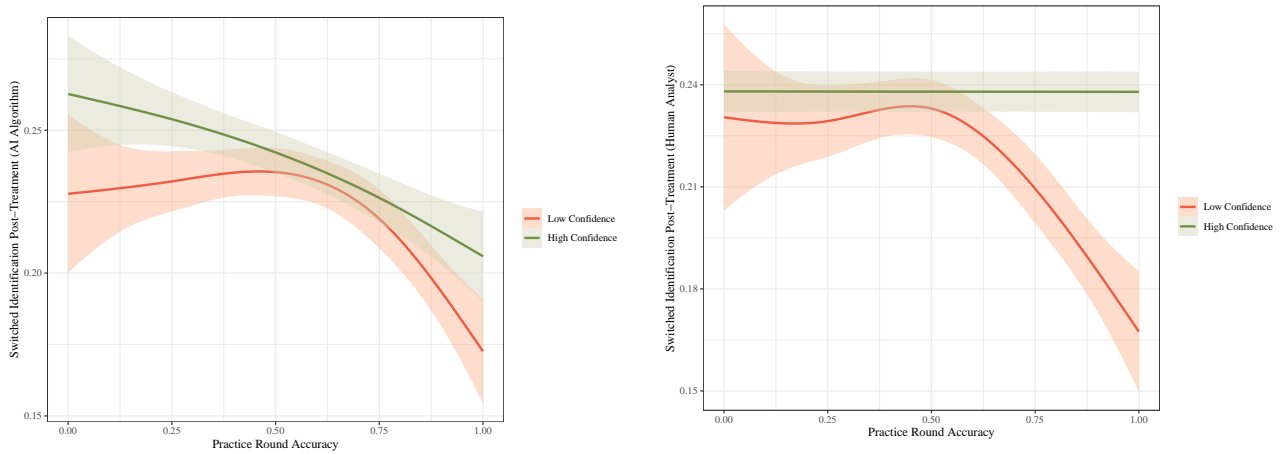 Switched Identification Post−Treatment (AI Algorithm)
0.25
0.20
0.15
0.00
0.25
0.50
0.75
1.00
Practice Round Accuracy
Low Confidence
High Confidence
Switched Identification Post−Treatment (Human Analyst)
0.24
0.21
0.18
0.15
0.00
0.25
0.50
0.75
1.00
Practice Round Accuracy
Low Confidence
High Confidence